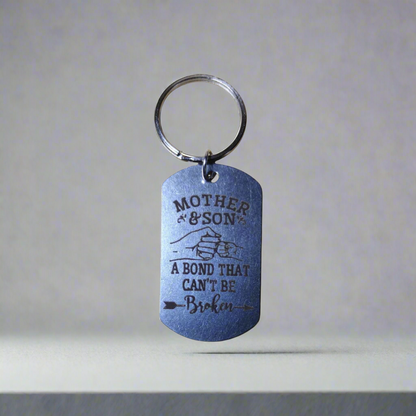 MOTHER
& SON
A BOND THAT
CAN'T BE
Broken